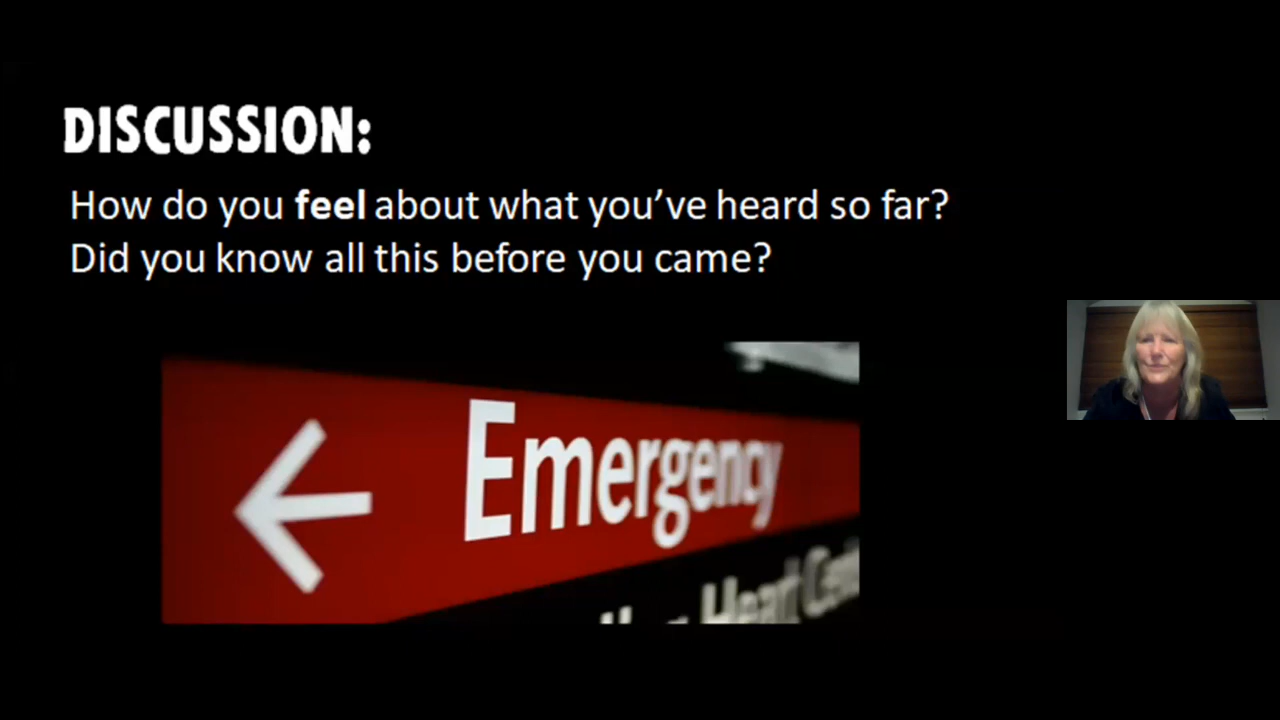 DISCUSSION:
How do you feel about what you've heard so far?
Did you know all this before you came?
Emergency
Heart